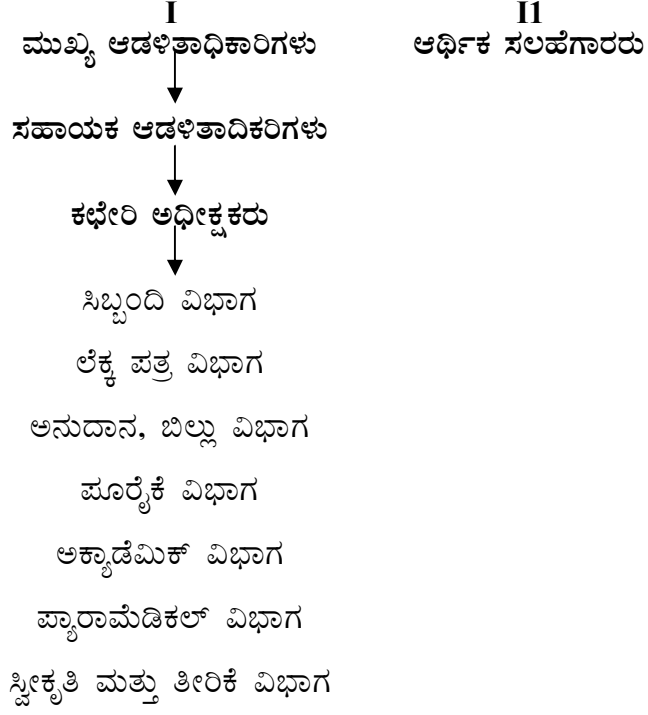 I I1
ಮುಖ್ಯ ಆಡಳಿತಾಧಿಕಾರಿಗಳು ಆರ್ಥಿಕ ಸಲಹೆಗಾರರು
ಸಹಾಯಕ ಆಡಳಿತಾದಿಕರಿಗಳು
ಕಛೇರಿ ಅಧೀಕ್ಷಕರು
ಸಿಬ್ಬಂದಿ ವಿಭಾಗ
ಲೆಕ್ಕ ಪತ್ರ ವಿಭಾಗ
ಅನುದಾನ, ಬಿಲ್ಲು ವಿಭಾಗ
ಪೂರೈಕೆ ವಿಭಾಗ
ಅಕ್ಯಾಡೆಮಿಕ್ ವಿಭಾಗ
ಪ್ಯಾರಾಮೆಡಿಕಲ್ ವಿಭಾಗ
ಸ್ವೀಕೃತಿ ಮತ್ತು ತೀರಿಕೆ ವಿಭಾಗ